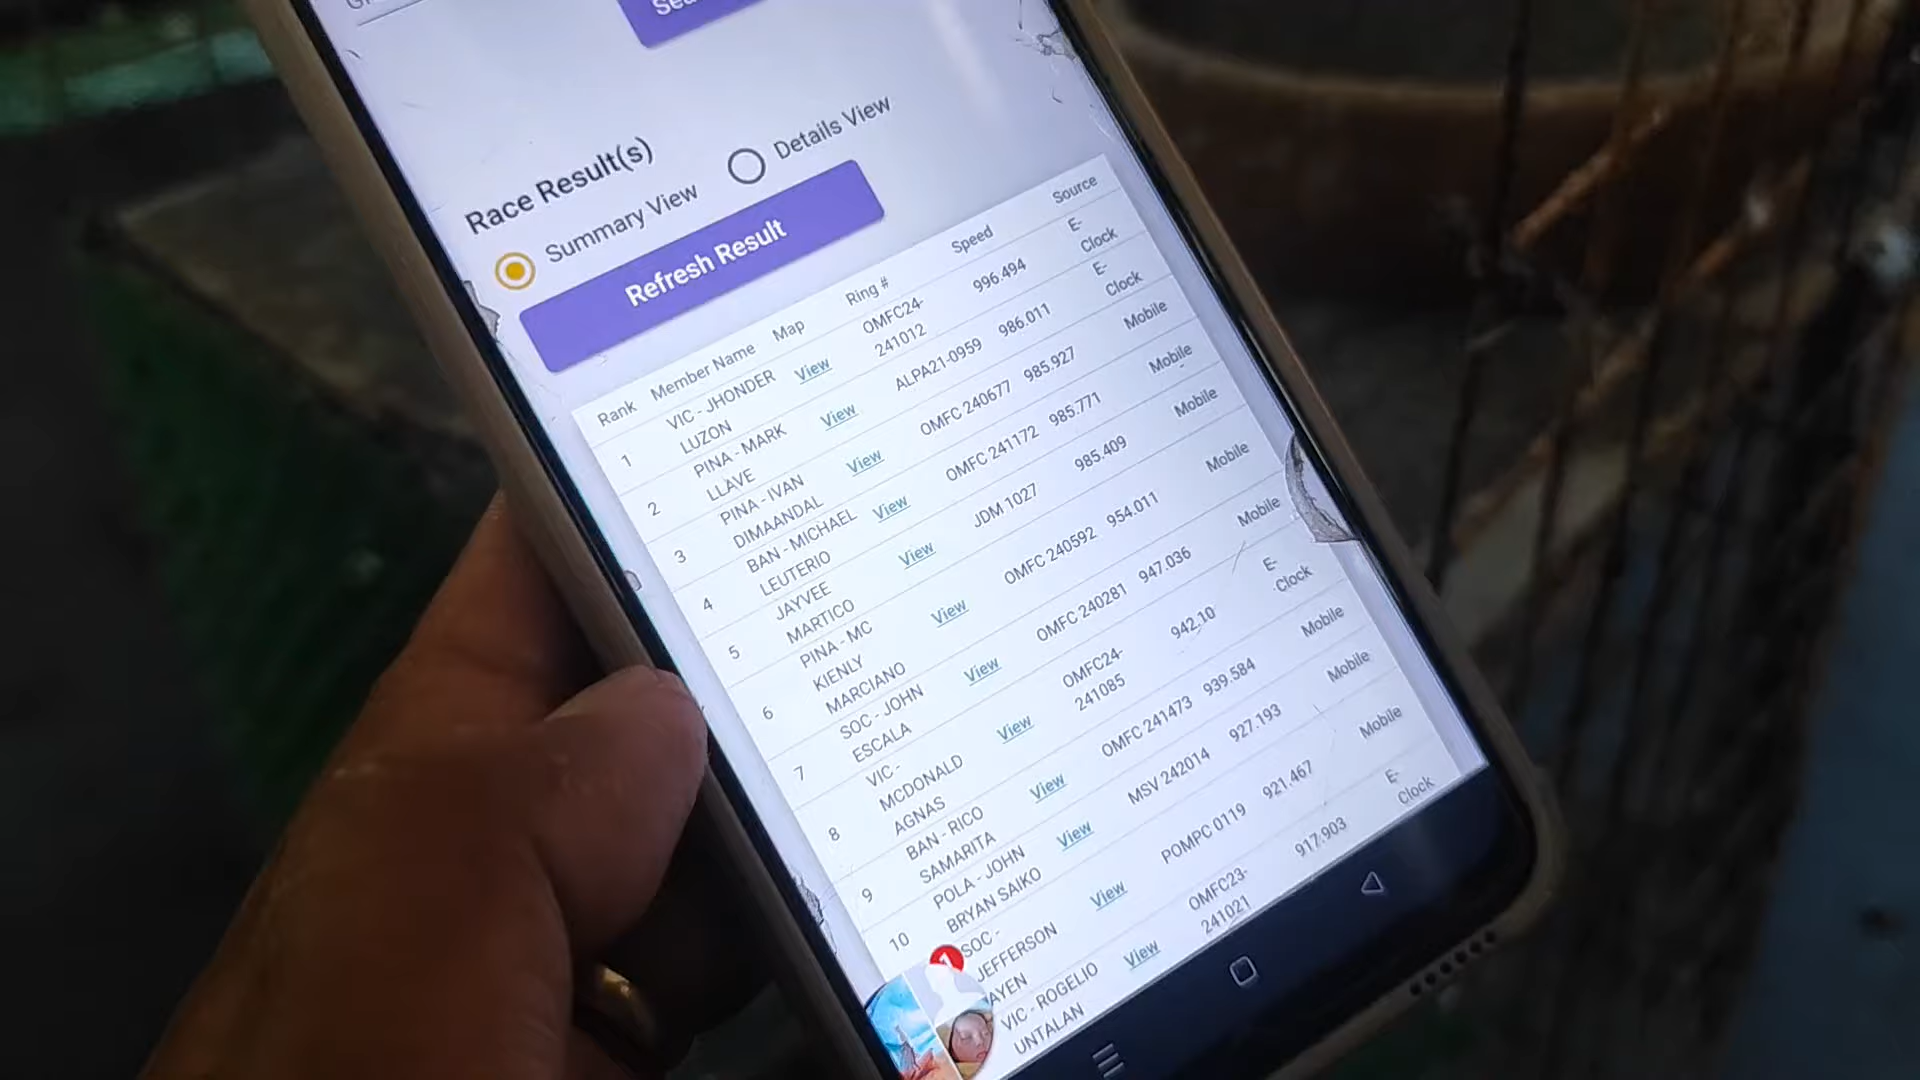 Race Result(s)
Summary View
Details View
Refresh Result
Rank Member Name Map Ring # Speed Source
1 VIC - JHONDER LUZON View OMFC24-241012 996.494 E-Clock
2 PINA - MARK LLAVE View ALPA21-0959 986.011 E-Clock
3 PINA - IVAN DIMAANDAL View OMFC 240677 985.927 Mobile
4 BAN - MICHAEL LEUTERIO View OMFC 241172 985.771 Mobile
5 JAYVEE MARTICO View JDM 1027 985.409 Mobile
6 PINA - MC KIENLY MARCIANO View OMFC 240592 954.011 Mobile
7 SOC - JOHN ESCALA View OMFC 240281 947.036 Mobile
8 VIC - MCDONALD AGNAS View OMFC24-241085 942.10 E-Clock
9 BAN - RICO SAMARITA View OMFC 241473 939.584 Mobile
10 POLA - JOHN BRYAN SAIKO View MSV 242014 927.193 Mobile
SOC - JEFFERSON AYEN View POMPC 0119 921.467 Mobile
VIC - ROGELIO UNTALAN View OMFC23-241021 917.903 E-Clock
1